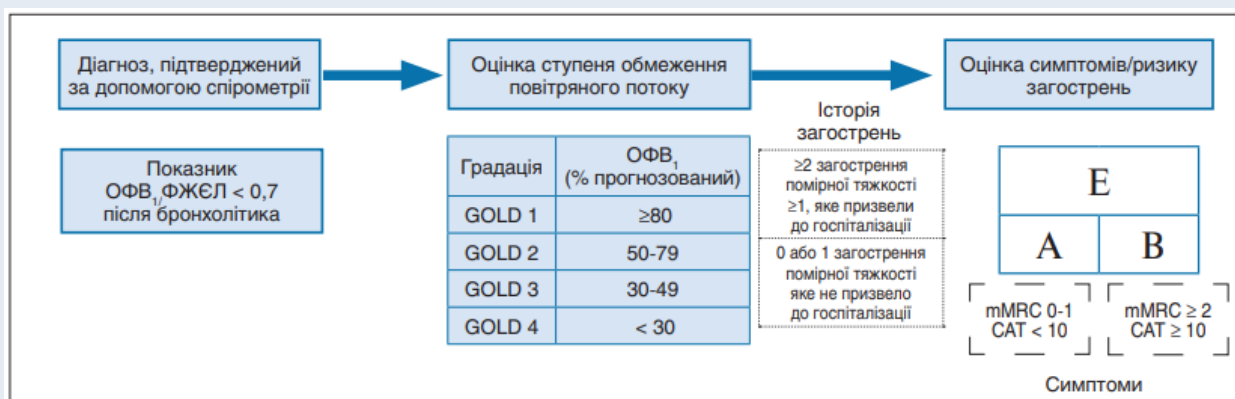 Діагноз, підтверджений
за допомогою спірометрії
Оцінка ступеня обмеження
повітряного потоку
Оцінка симптомів/ризику
загострень
Показник
ОФВ₁/ФЖЄЛ < 0,7
після бронхолітика
Градація
ОФВ₁
(% прогнозований)
GOLD 1
≥80
GOLD 2
50-79
GOLD 3
30-49
GOLD 4
< 30
Історія
загострень
≥2 загострення
помірної тяжкості
≥1, яке призвели
до госпіталізації
0 або 1 загострення
помірної тяжкості
яке не призвело
до госпіталізації
E
A
B
mMRC 0-1
CAT < 10
mMRC ≥ 2
CAT ≥ 10
Симптоми